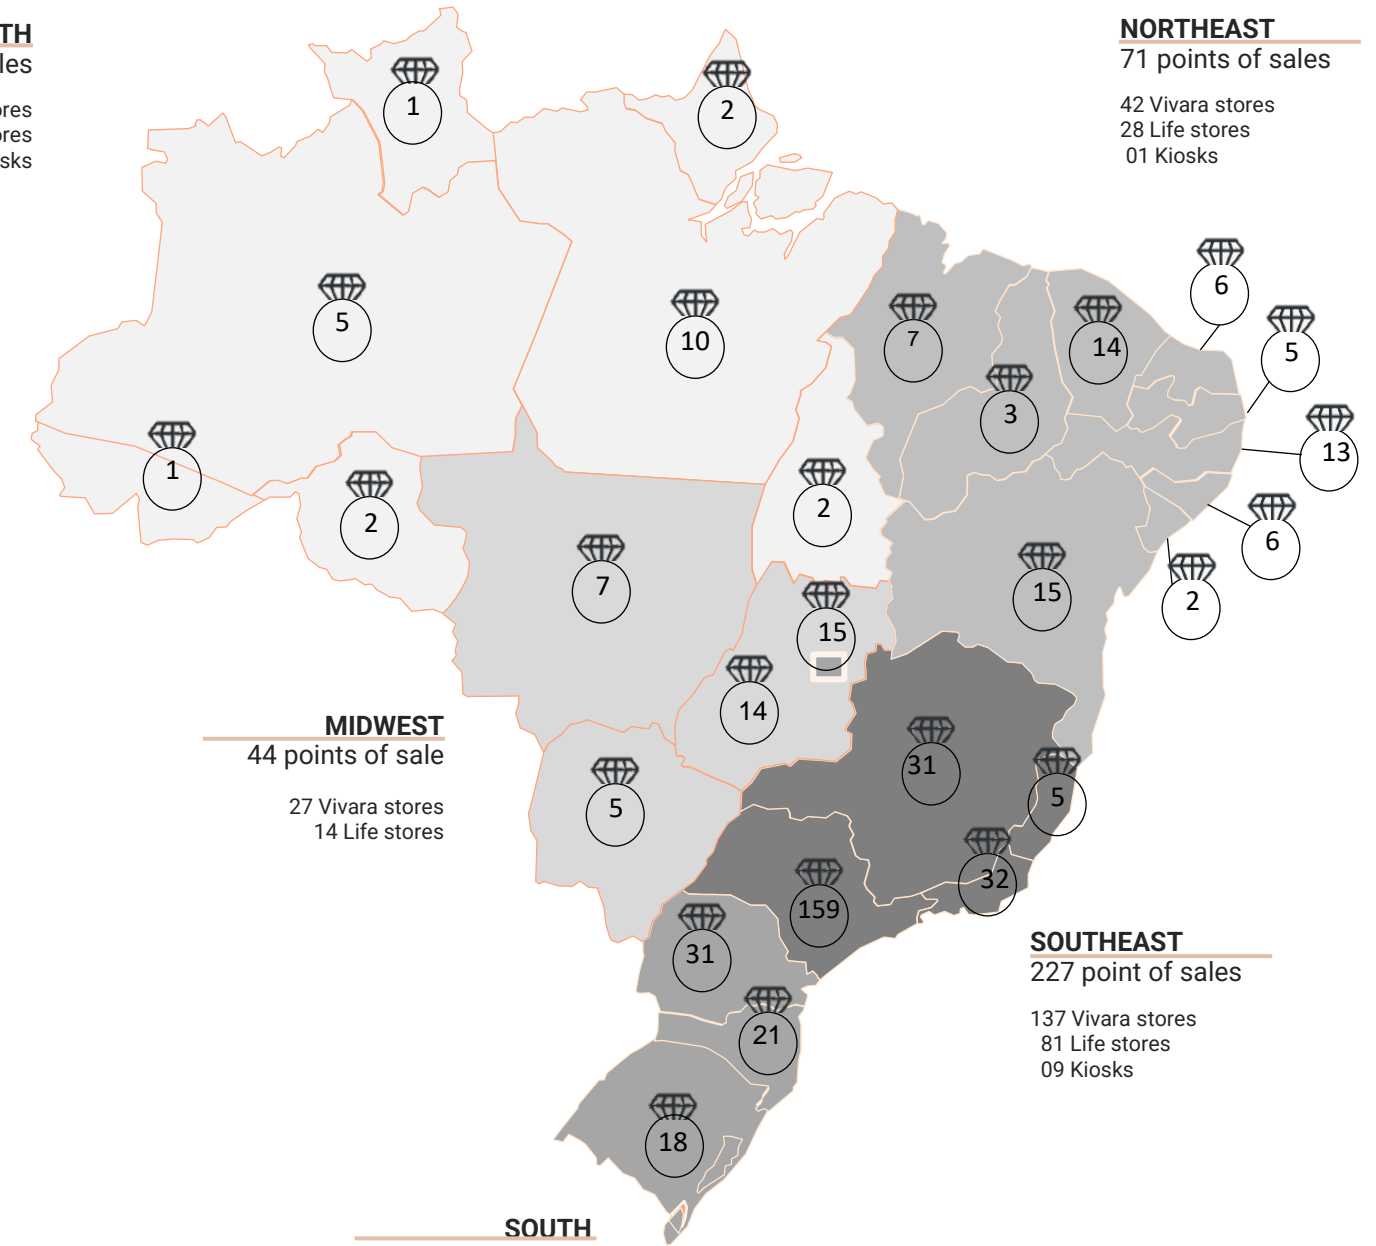 TH
les
ores
ores
sks
NORTHEAST
71 points of sales
42 Vivara stores
28 Life stores
01 Kiosks
1
2
6
5
5
10
7
14
3
13
1
2
2
6
7
15
2
15
14
MIDWEST
44 points of sale
27 Vivara stores
14 Life stores
31
5
5
32
159
31
SOUTHEAST
227 point of sales
137 Vivara stores
81 Life stores
09 Kiosks
21
18
SOUTH